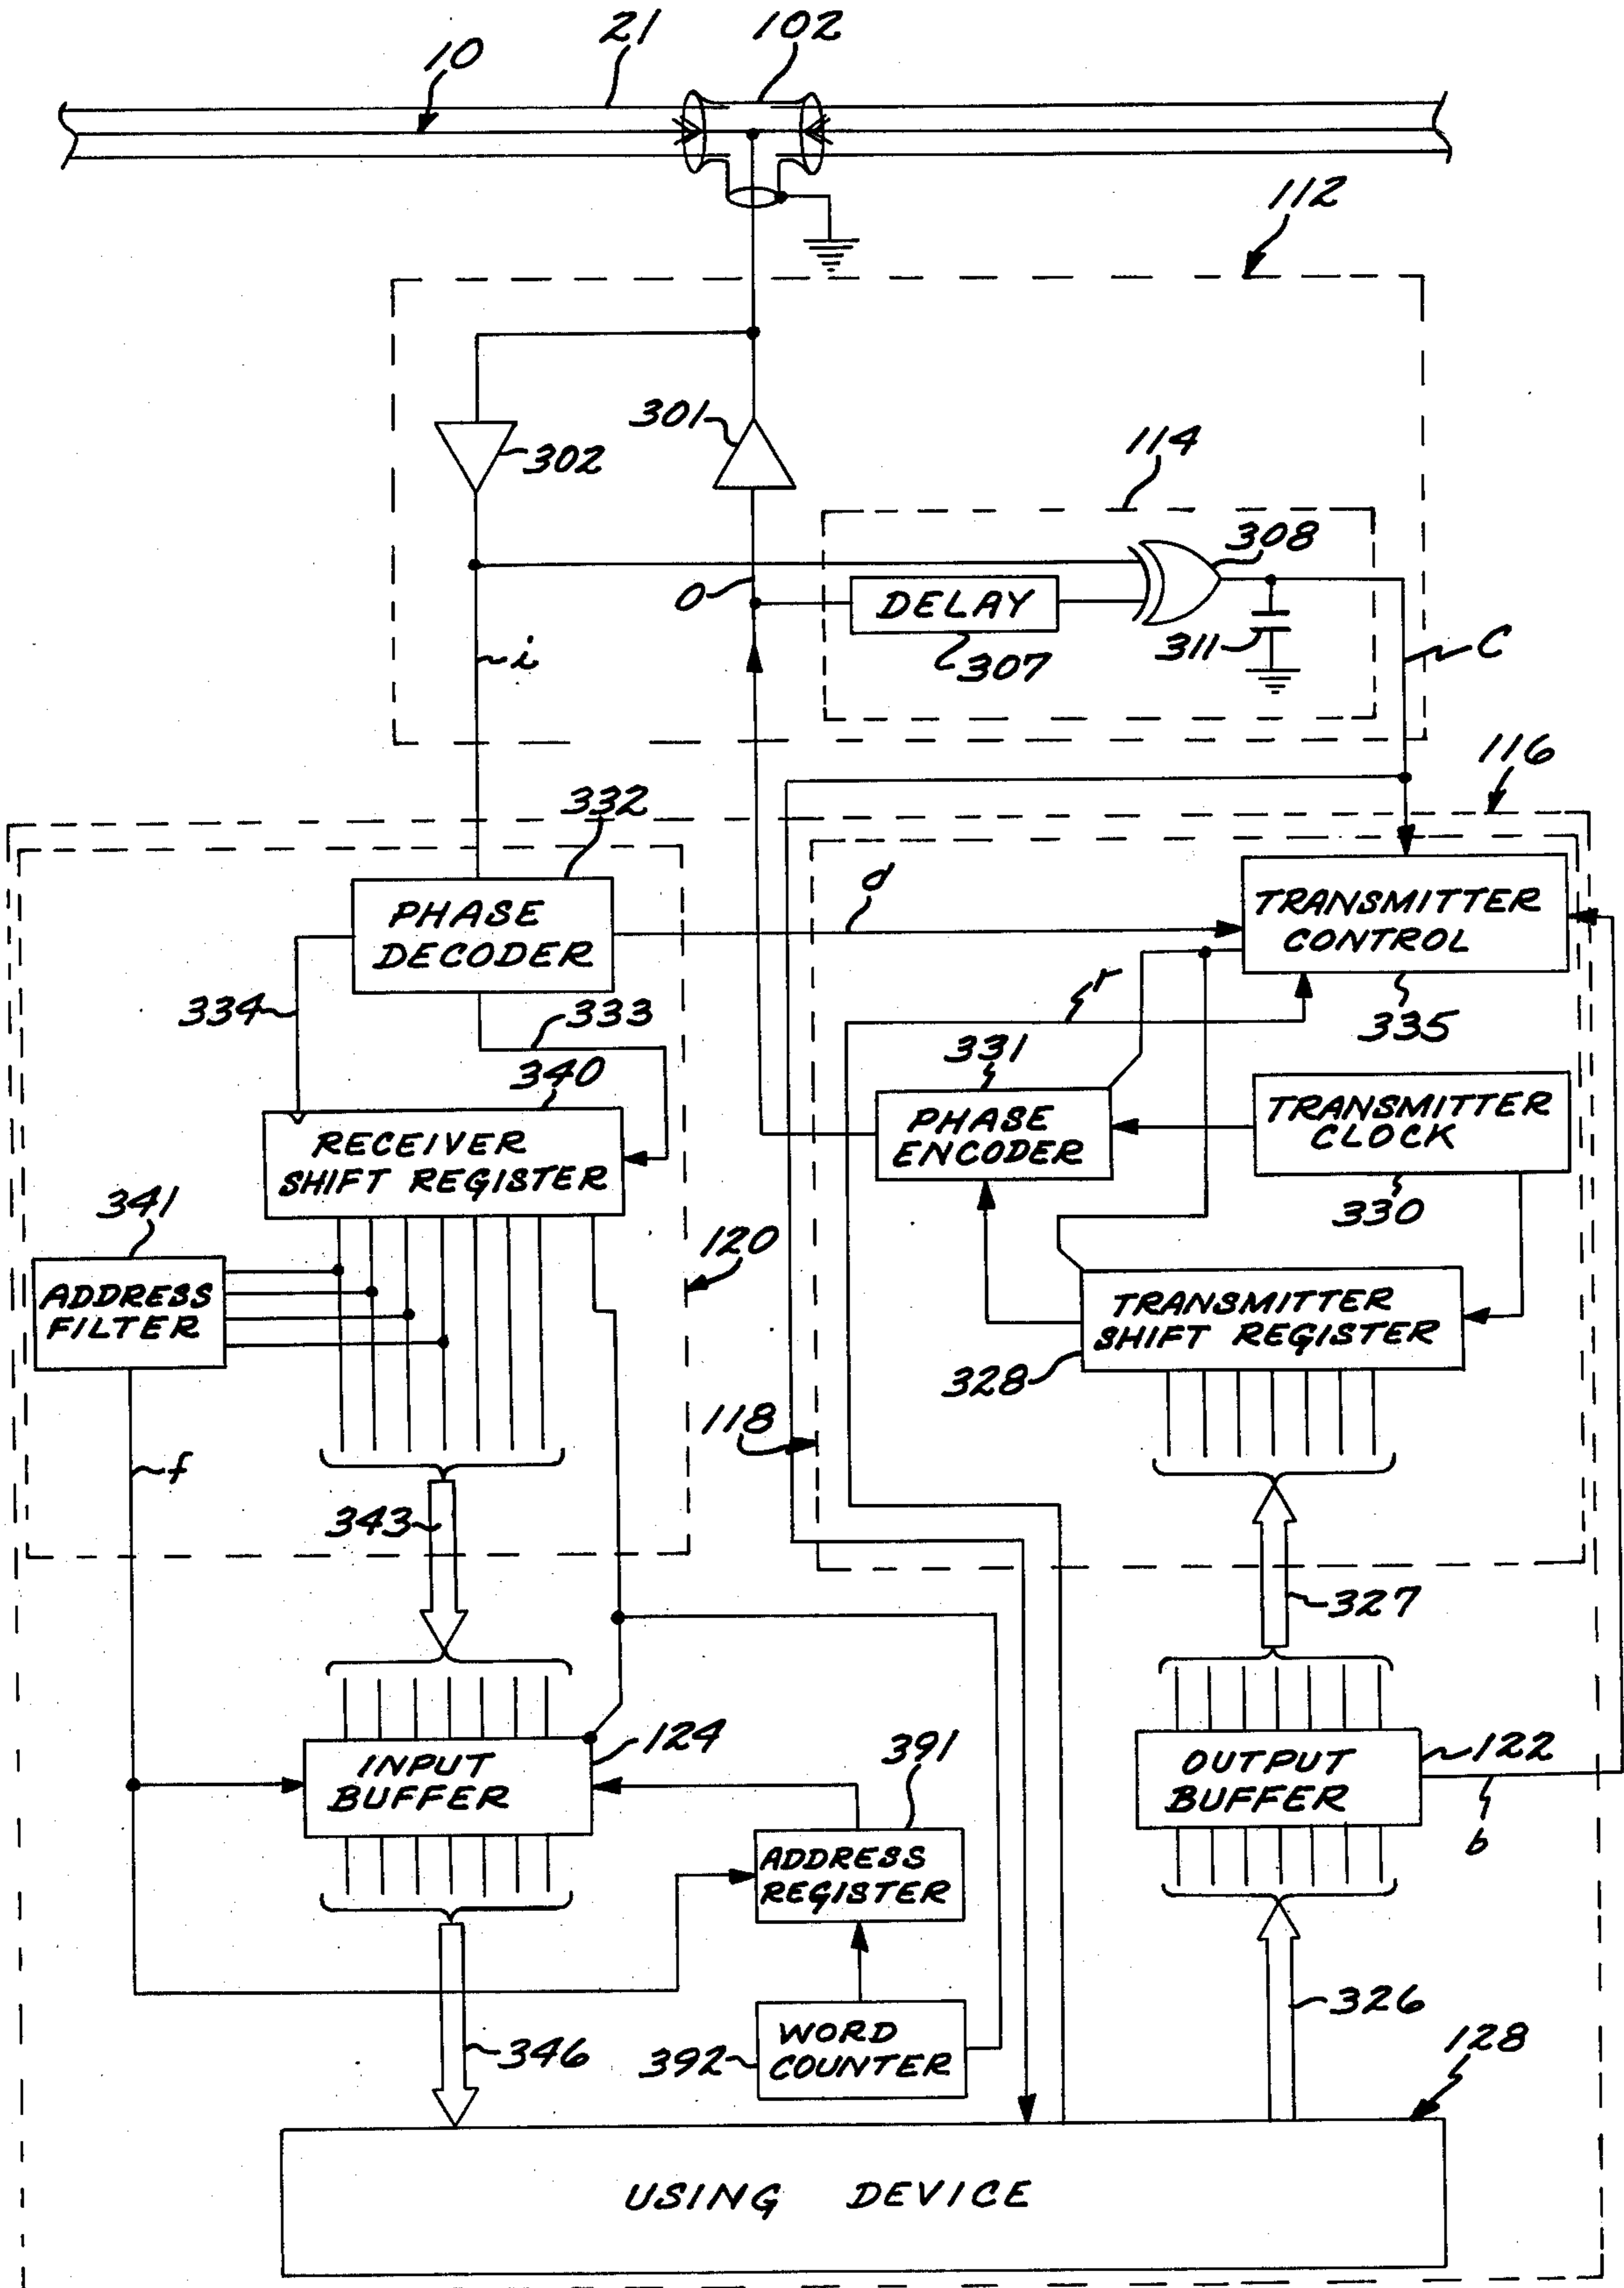 21
102
10
112
301
302
114
308
O
DELAY
311
C
i
307
116
332
d
PHASE
DECODER
TRANSMITTER
CONTROL
334
333
r
335
340
331
RECEIVER
SHIFT REGISTER
PHASE
ENCODER
TRANSMITTER
CLOCK
341
330
120
ADDRESS
FILTER
TRANSMITTER
SHIFT REGISTER
328
118
f
343
327
124
391
INPUT
BUFFER
OUTPUT
BUFFER
122
b
ADDRESS
REGISTER
326
346
392
WORD
COUNTER
128
USING DEVICE